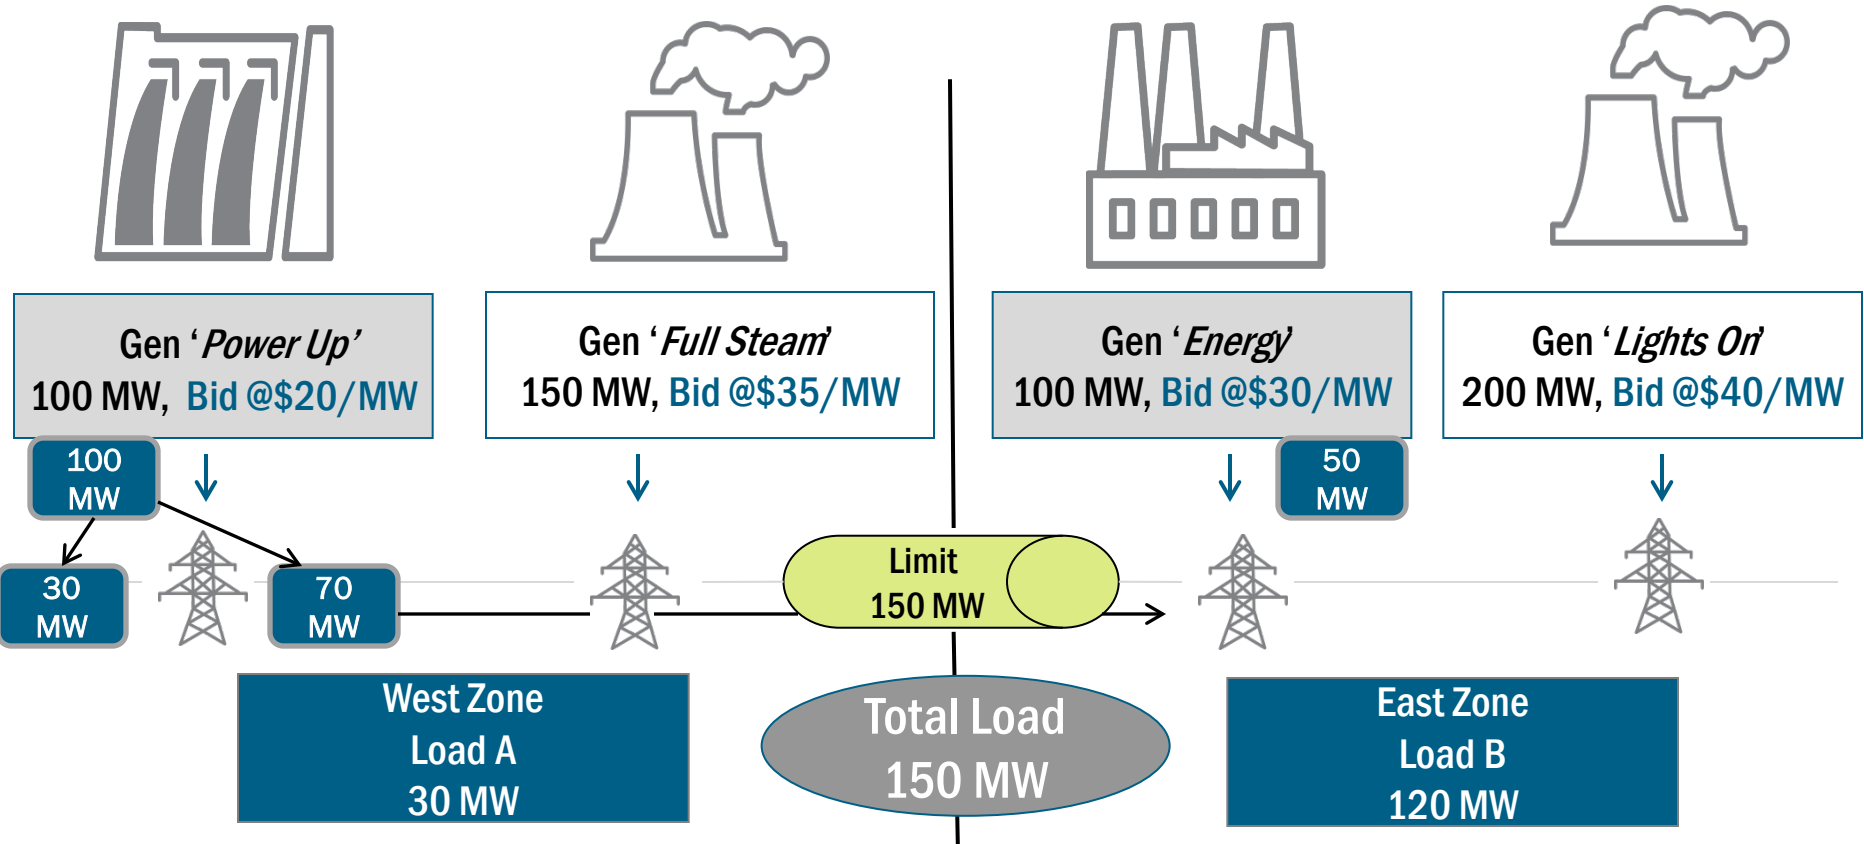 Gen ‘Power Up’
100 MW, Bid @$20/MW
Gen ‘Full Steam’
150 MW, Bid @$35/MW
Gen ‘Energy’
100 MW, Bid @$30/MW
Gen ‘Lights On’
200 MW, Bid @$40/MW
100
MW
50
MW
30
MW
70
MW
Limit
150 MW
West Zone
Load A
30 MW
Total Load
150 MW
East Zone
Load B
120 MW